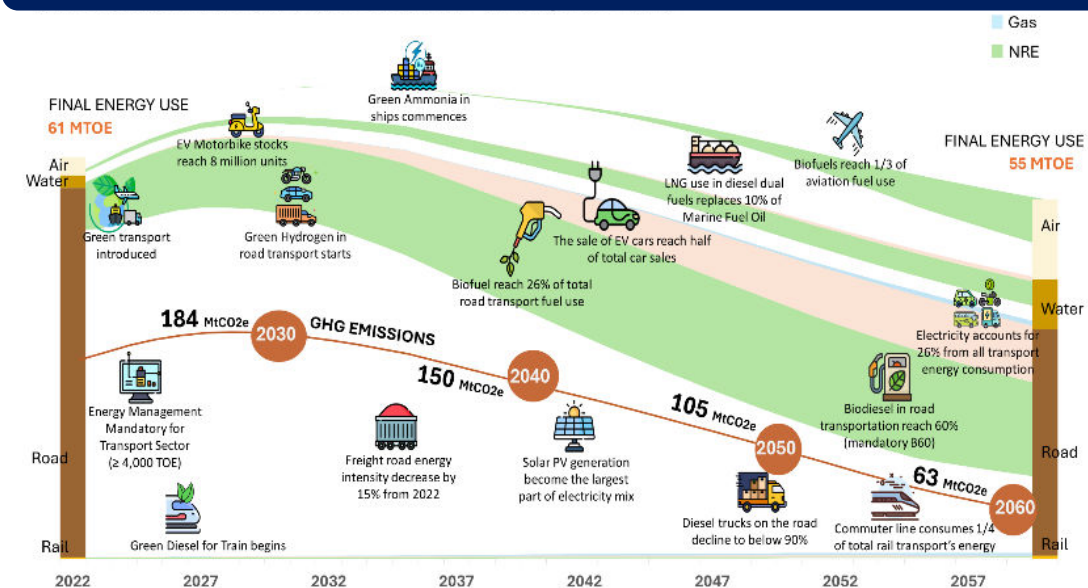 Gas
NRE
FINAL ENERGY USE
61 MTOE
Air
Water
Road
Rail
Green transport
introduced
EV Motorbike stocks
reach 8 million units
Green Hydrogen in
road transport starts
Green Ammonia in
ships commences
Biofuel reach 26% of total
road transport fuel use
The sale of EV cars reach half
of total car sales
LNG use in diesel dual
fuels replaces 10% of
Marine Fuel Oil
Biofuels reach 1/3 of
aviation fuel use
FINAL ENERGY USE
55 MTOE
Air
Water
Road
Rail
Electricity accounts for
26% from all transport
energy consumption
Biodiesel in road
transportation reach 60%
(mandatory B60)
184 MtCO2e
2030
GHG EMISSIONS
150 MtCO2e
2040
105 MtCO2e
2050
63 MtCO2e
2060
Energy Management
Mandatory for
Transport Sector
(≥ 4,000 TOE)
Green Diesel for Train begins
Freight road energy
intensity decrease by
15% from 2022
Solar PV generation
become the largest
part of electricity mix
Diesel trucks on the road
decline to below 90%
Commuter line consumes 1/4
of total rail transport's energy
2022
2027
2032
2037
2042
2047
2052
2057